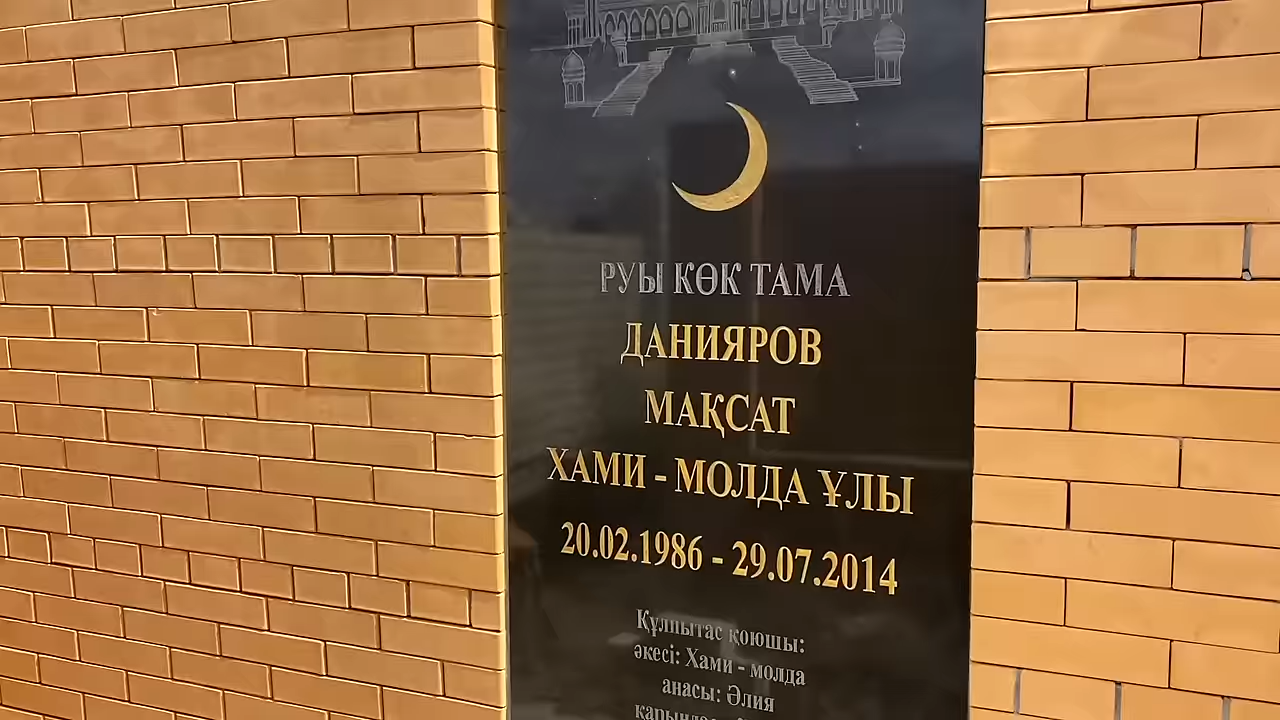 РУЫ КӨК ТАМА
ДАНИЯРОВ
МАҚСАТ
ХАМИ - МОЛДА ҰЛЫ
20.02.1986 - 29.07.2014
Құлпытас қоюшы:
әкесі: Хами - молда
анасы: Әлия